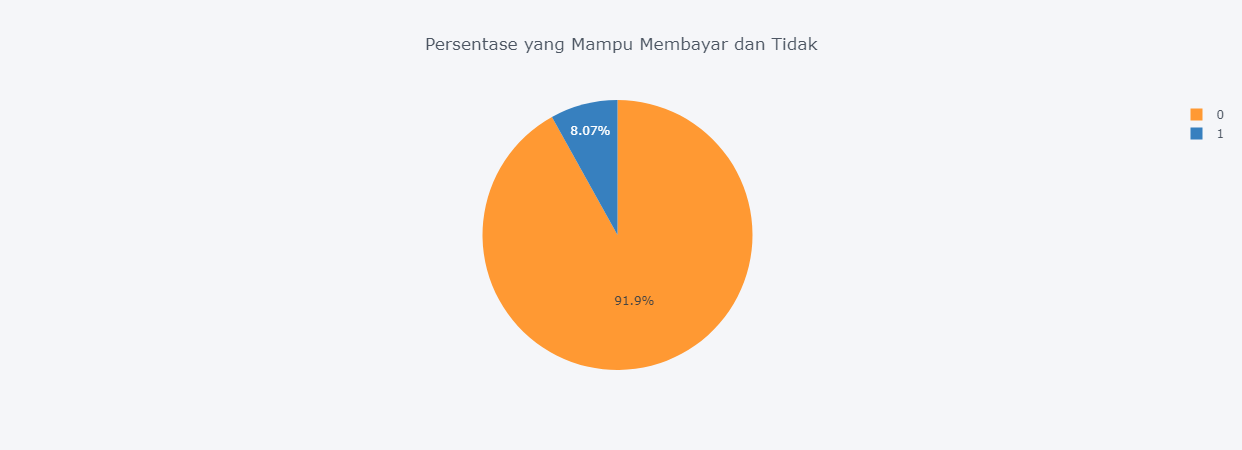 Persentase yang Mampu Membayar dan Tidak
0
1
8.07%
91.9%